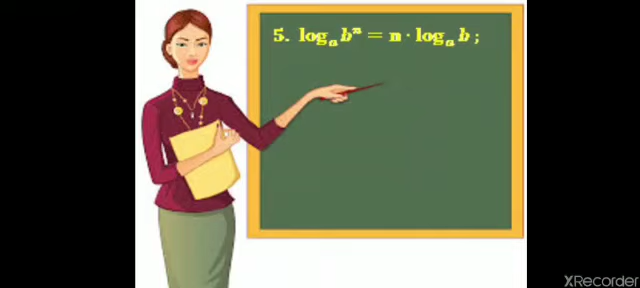 5. logₐ bⁿ = n · logₐ b ;
XRecorder